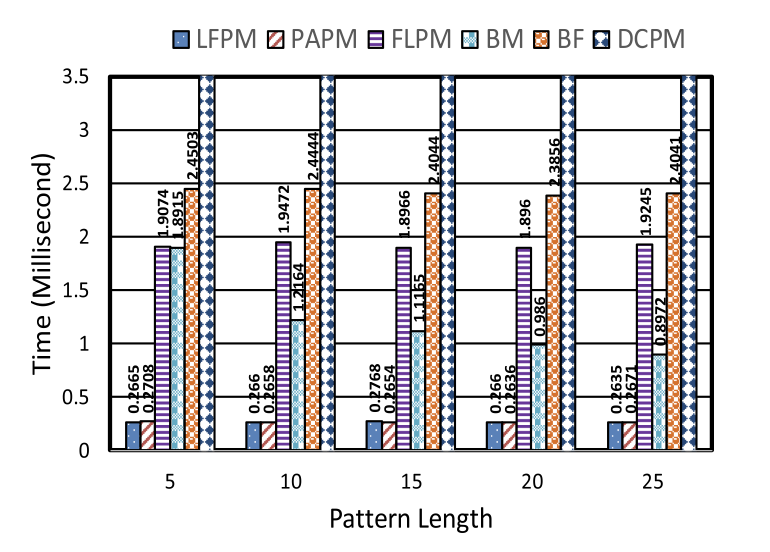 LFPM PAPM FLPM BM BF DCPM
3.5
3
2.5
2
1.5
1
0.5
0
Time (Millisecond)
0.2665 0.2708 1.9074 1.8915 2.4503
0.266 0.2658 1.9472 1.2164 2.4444
0.2768 0.2654 1.8966 1.1165 2.4044
0.266 0.2636 1.896 0.986 2.3856
0.2635 0.2671 1.9245 0.8972 2.4041
5 10 15 20 25
Pattern Length